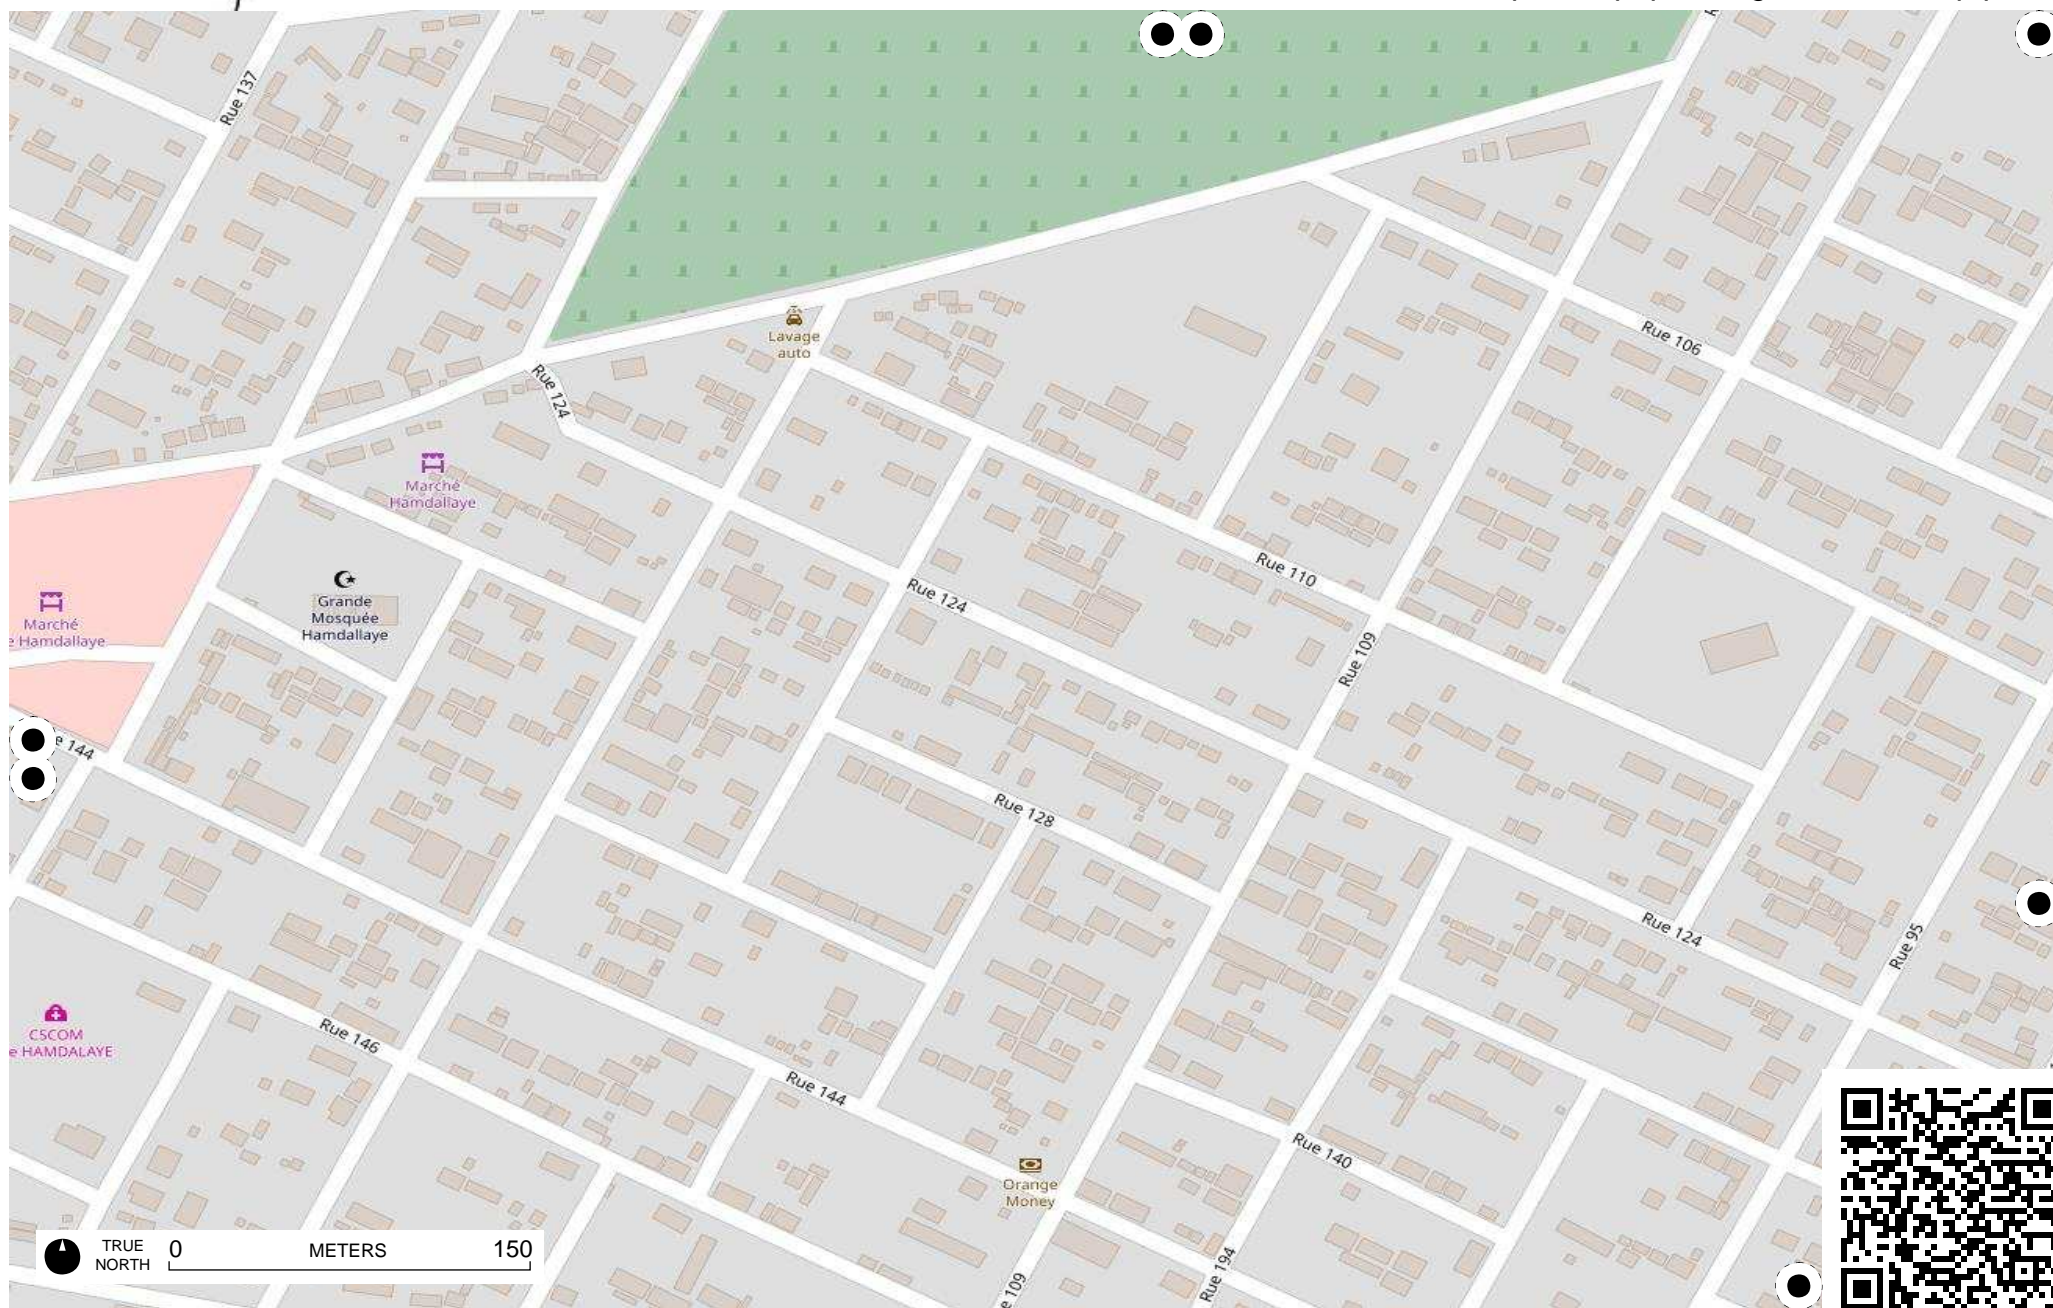 Rue 137
Rue 106
Lavage
auto
Rue 124
Marché
Hamdallaye
Rue 110
Grande
Mosquée
Hamdallaye
Rue 124
Marché
e Hamdallaye
Rue 109
e 144
Rue 128
Rue 124
Rue 95
CSCOM
e HAMDALAYE
Rue 146
Rue 144
Rue 140
Orange
Money
Rue 194
e 109
TRUE
NORTH
0 METERS 150